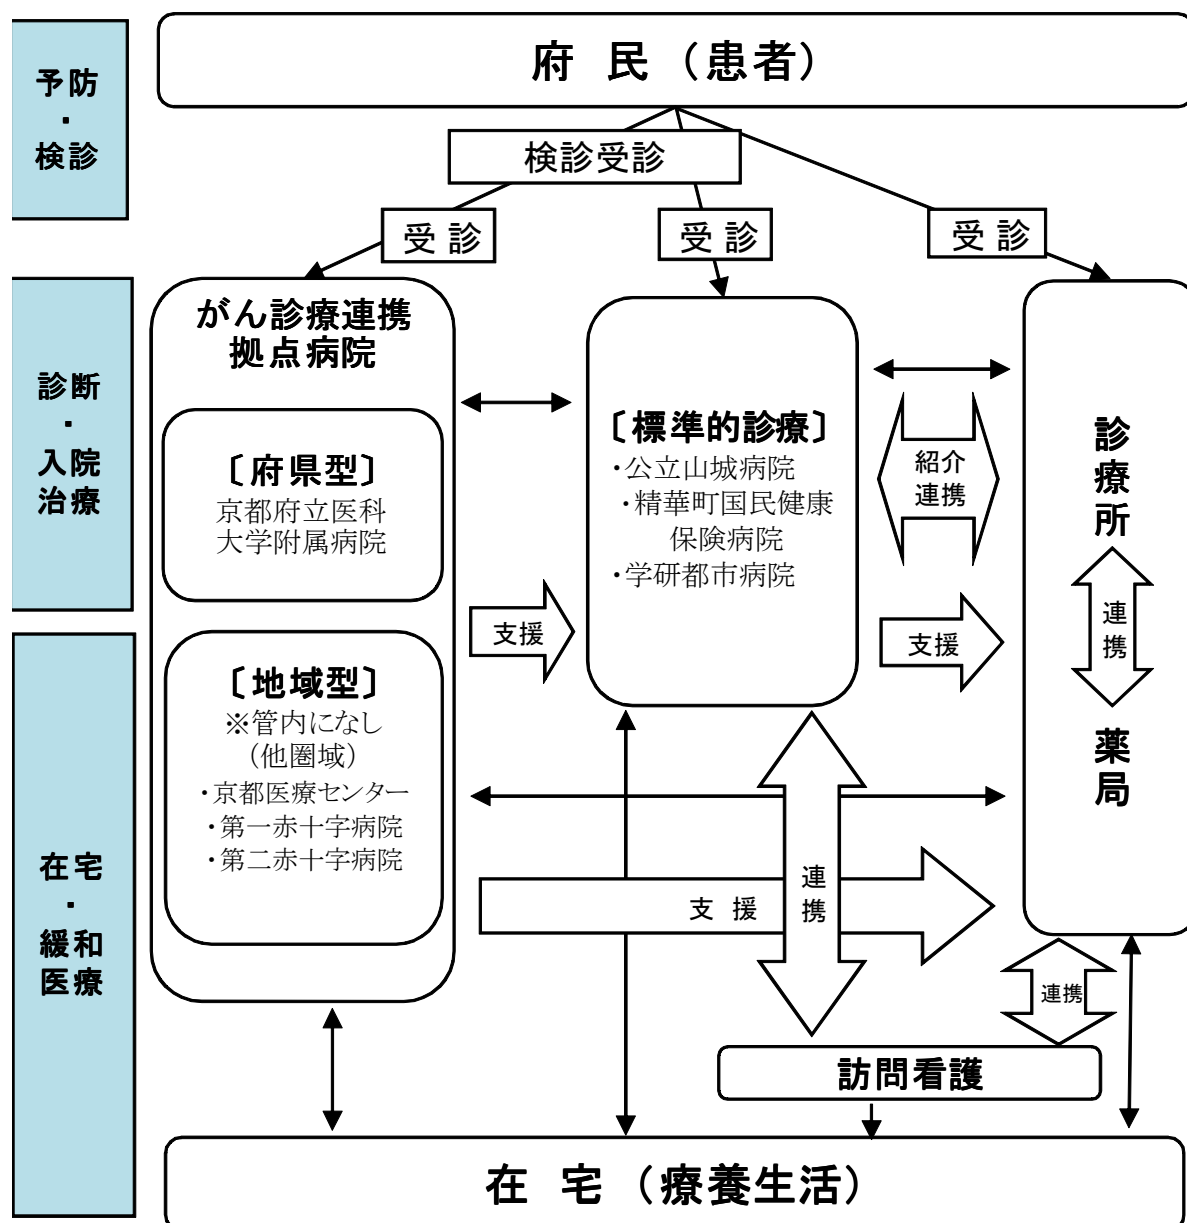 府 民 （患者）
予防
・
検診
検診受診
受 診
受 診
受 診
診断
・
入院
治療
がん診療連携
拠点病院
〔府県型〕
京都府立医科
大学附属病院
〔地域型〕
※管内になし
（他圏域）
・京都医療センター
・第一赤十字病院
・第二赤十字病院
〔標準的診療〕
・公立山城病院
・精華町国民健康
保険病院
・学研都市病院
紹介
連携
支援
支援
診療所
連携
薬局
在宅
・
緩和
医療
支 援
連携
連携
訪問看護
在 宅 （療養生活）